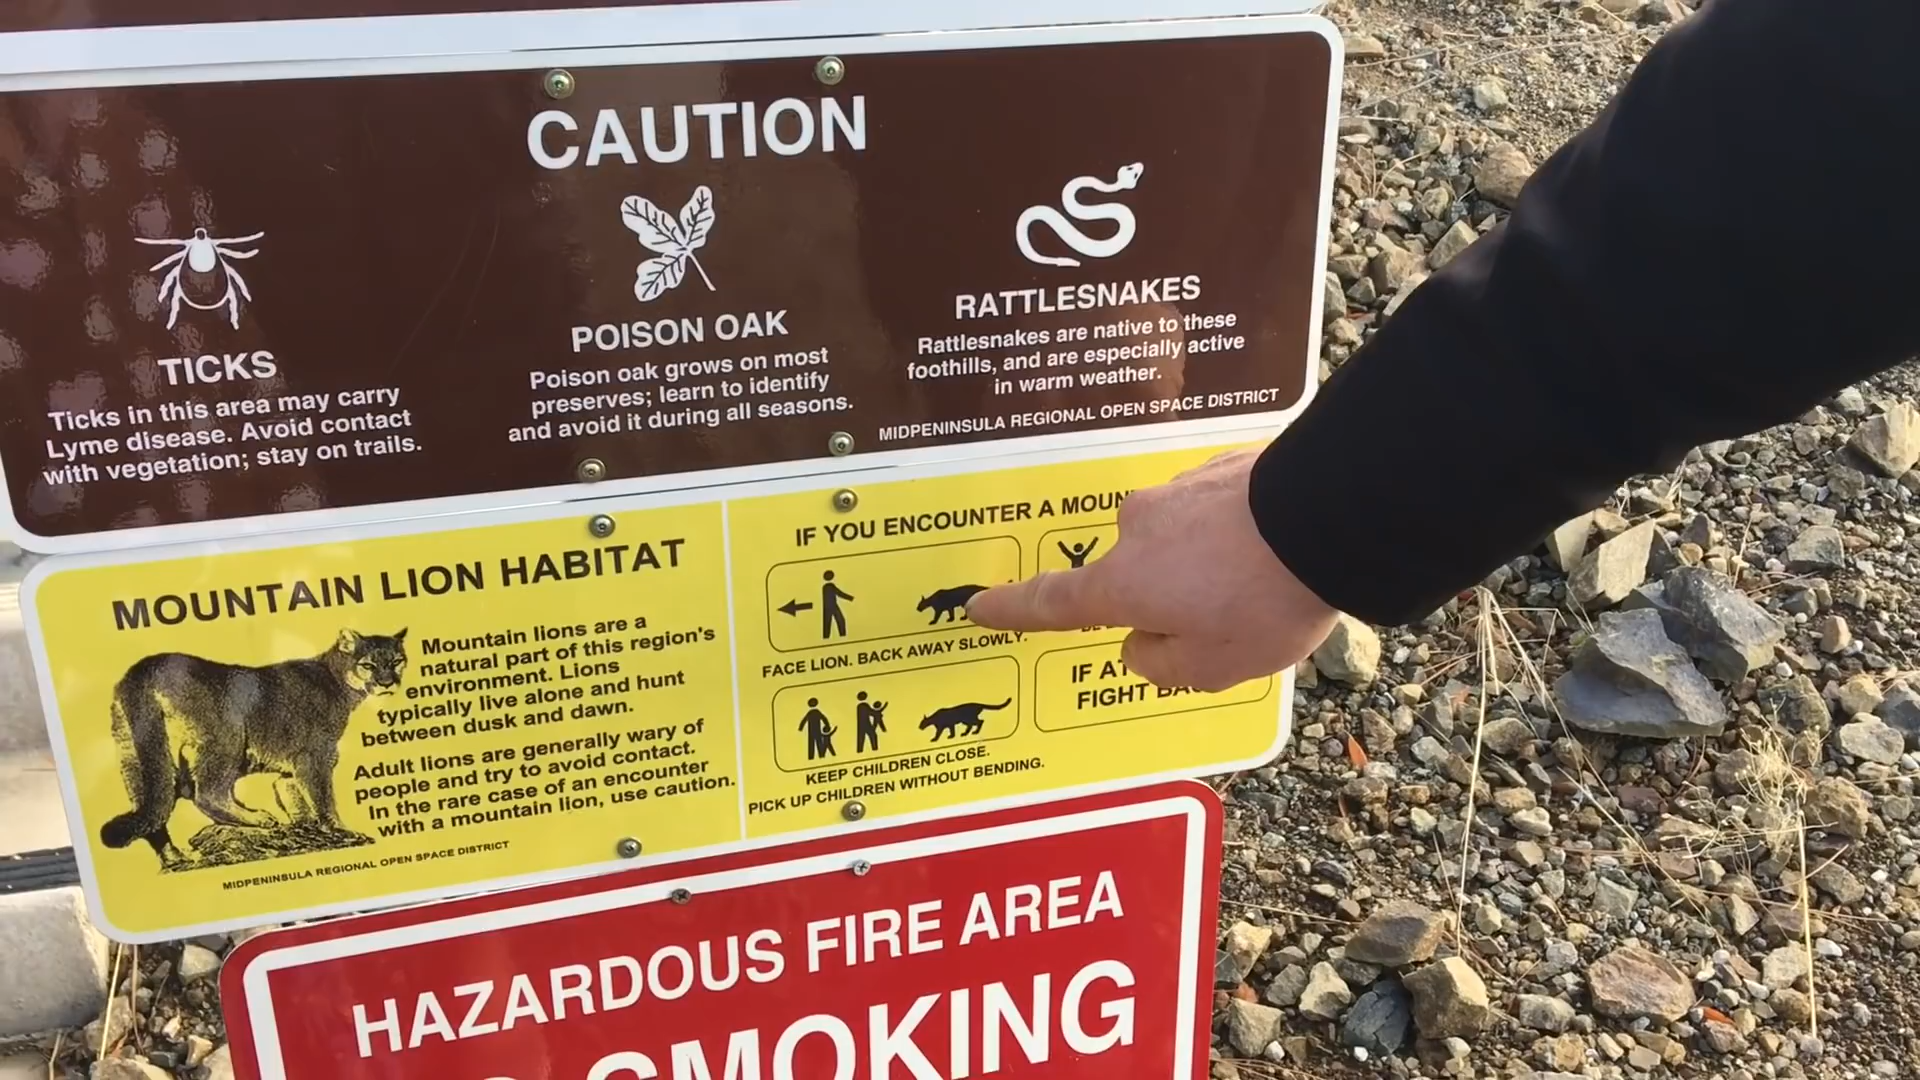 CAUTION
TICKS
Ticks in this area may carry
Lyme disease. Avoid contact
with vegetation; stay on trails.
POISON OAK
Poison oak grows on most
preserves; learn to identify
and avoid it during all seasons.
RATTLESNAKES
Rattlesnakes are native to these
foothills, and are especially active
in warm weather.
MIDPENINSULA REGIONAL OPEN SPACE DISTRICT
MOUNTAIN LION HABITAT
Mountain lions are a
natural part of this region's
environment. Lions
typically live alone and hunt
between dusk and dawn.
Adult lions are generally wary of
people and try to avoid contact.
In the rare case of an encounter
with a mountain lion, use caution.
MIDPENINSULA REGIONAL OPEN SPACE DISTRICT
IF YOU ENCOUNTER A
FACE LION. BACK AWAY SLOWLY.
BE
KEEP CHILDREN CLOSE.
PICK UP CHILDREN WITHOUT BENDING.
IF
FIGHT
HAZARDOUS FIRE AREA
SMOKING